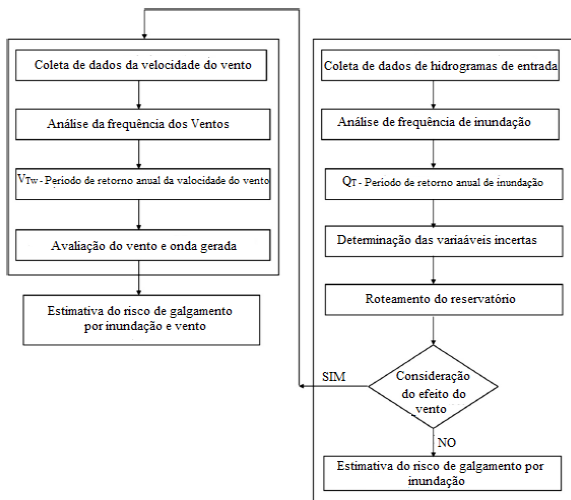 Coleta de dados da velocidade do vento
Análise da frequência dos Ventos
VTw - Período de retorno anual da velocidade do vento
Avaliação do vento e onda gerada
Estimativa do risco de galgamento
por inundação e vento
Coleta de dados de hidrogramas de entrada
Análise de frequência de inundação
QT - Período de retorno anual de inundação
Determinação das variaáveis incertas
Roteamento do reservatório
Consideração
do efeito do
vento
SIM
NO
Estimativa do risco de galgamento por
inundação